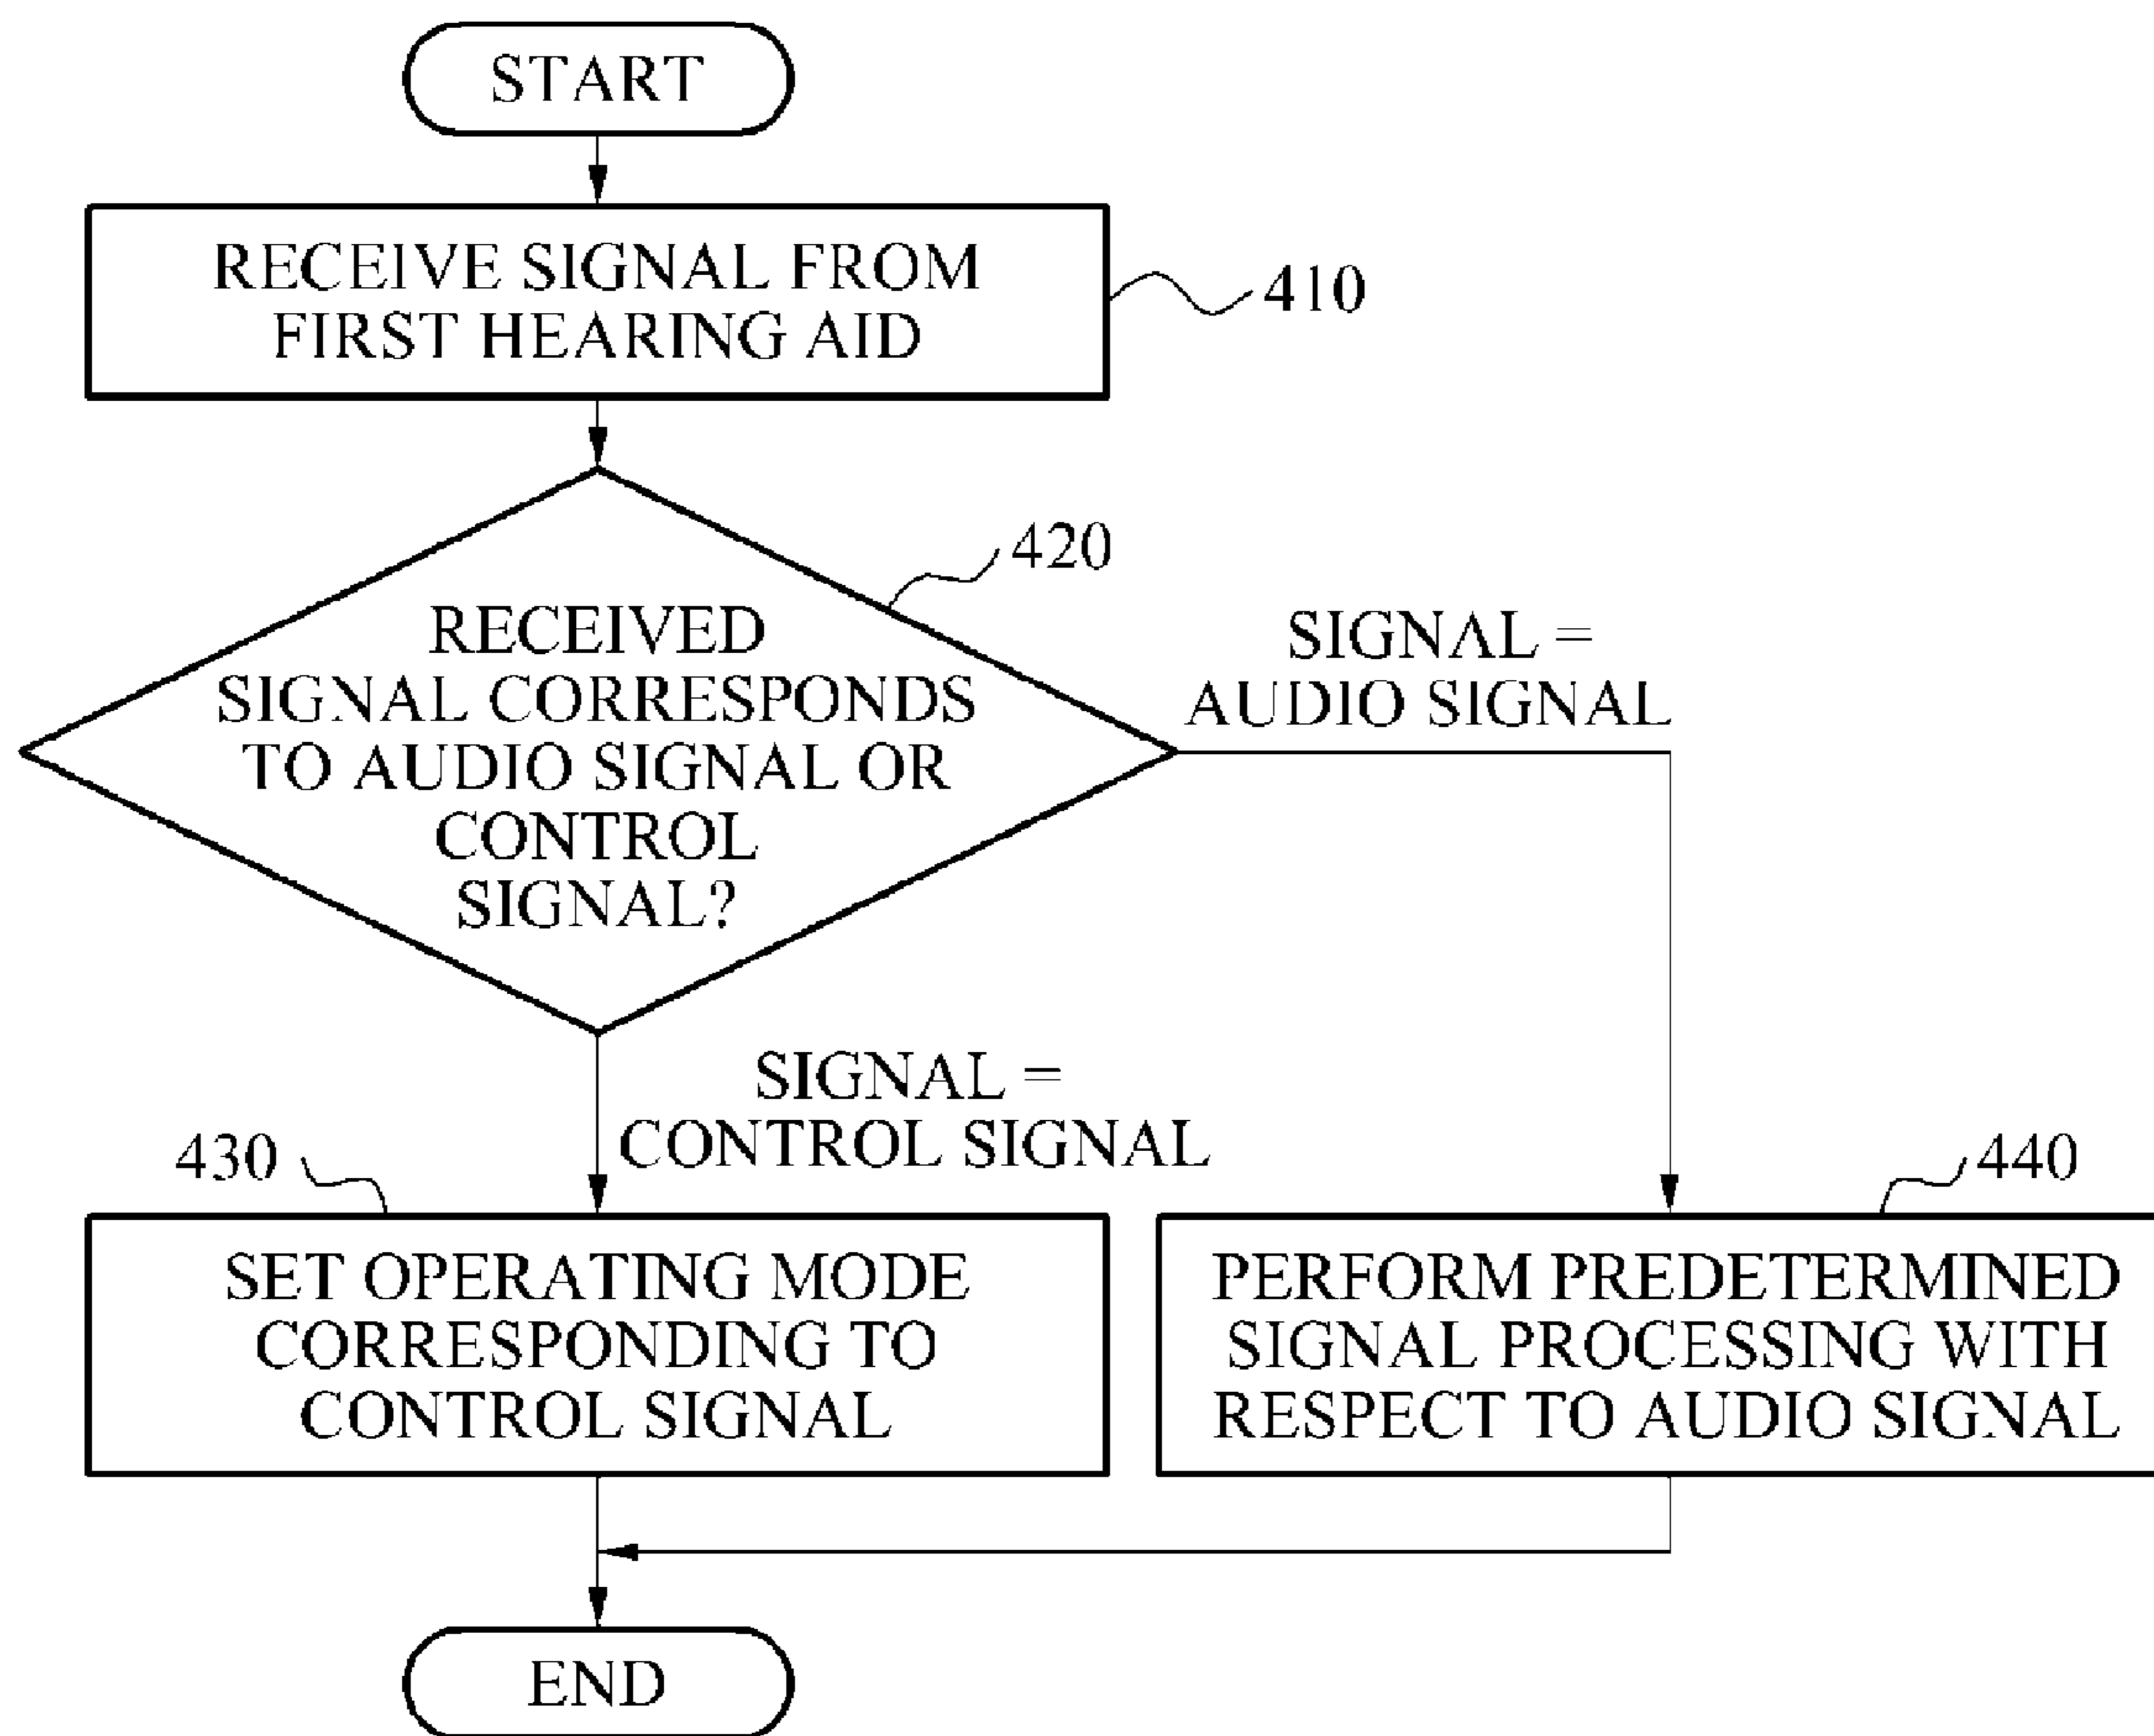 START
RECEIVE SIGNAL FROM
FIRST HEARING AID
410
420
RECEIVED
SIGNAL CORRESPONDS
TO AUDIO SIGNAL OR
CONTROL
SIGNAL?
SIGNAL =
AUDIO SIGNAL
SIGNAL =
CONTROL SIGNAL
430
440
SET OPERATING MODE
CORRESPONDING TO
CONTROL SIGNAL
PERFORM PREDETERMINED
SIGNAL PROCESSING WITH
RESPECT TO AUDIO SIGNAL
END